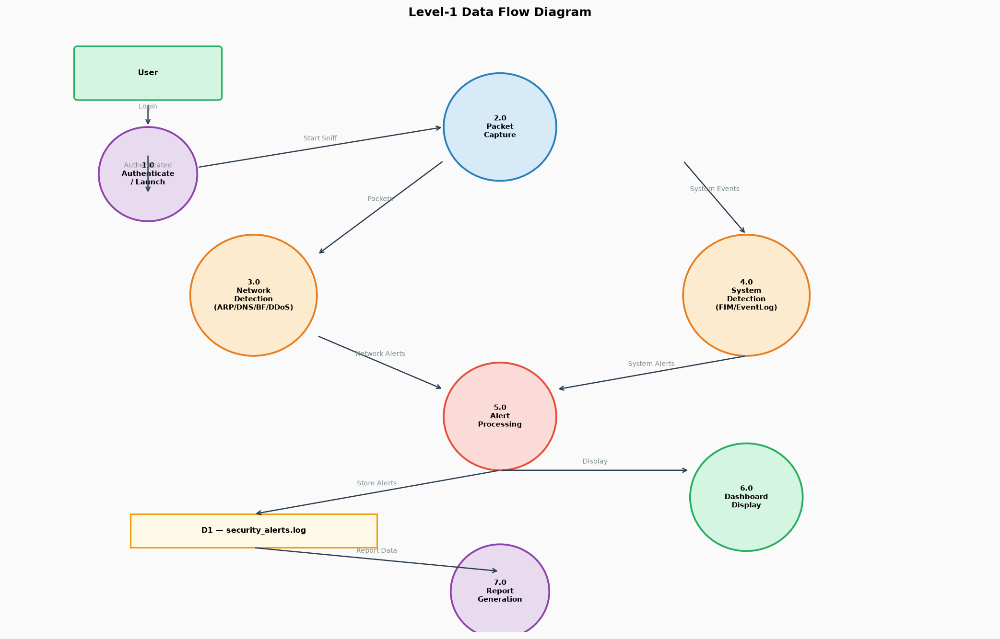 Level-1 Data Flow Diagram
User
Login
2.0
Packet
Capture
Start Sniff
Authenticated
1.0
Authenticate
/ Launch
System Events
Packets
3.0
Network
Detection
(ARP/DNS/BF/DDoS)
4.0
System
Detection
(FIM/EventLog)
Network Alerts
System Alerts
5.0
Alert
Processing
Display
Store Alerts
6.0
Dashboard
Display
D1 — security_alerts.log
Report Data
7.0
Report
Generation